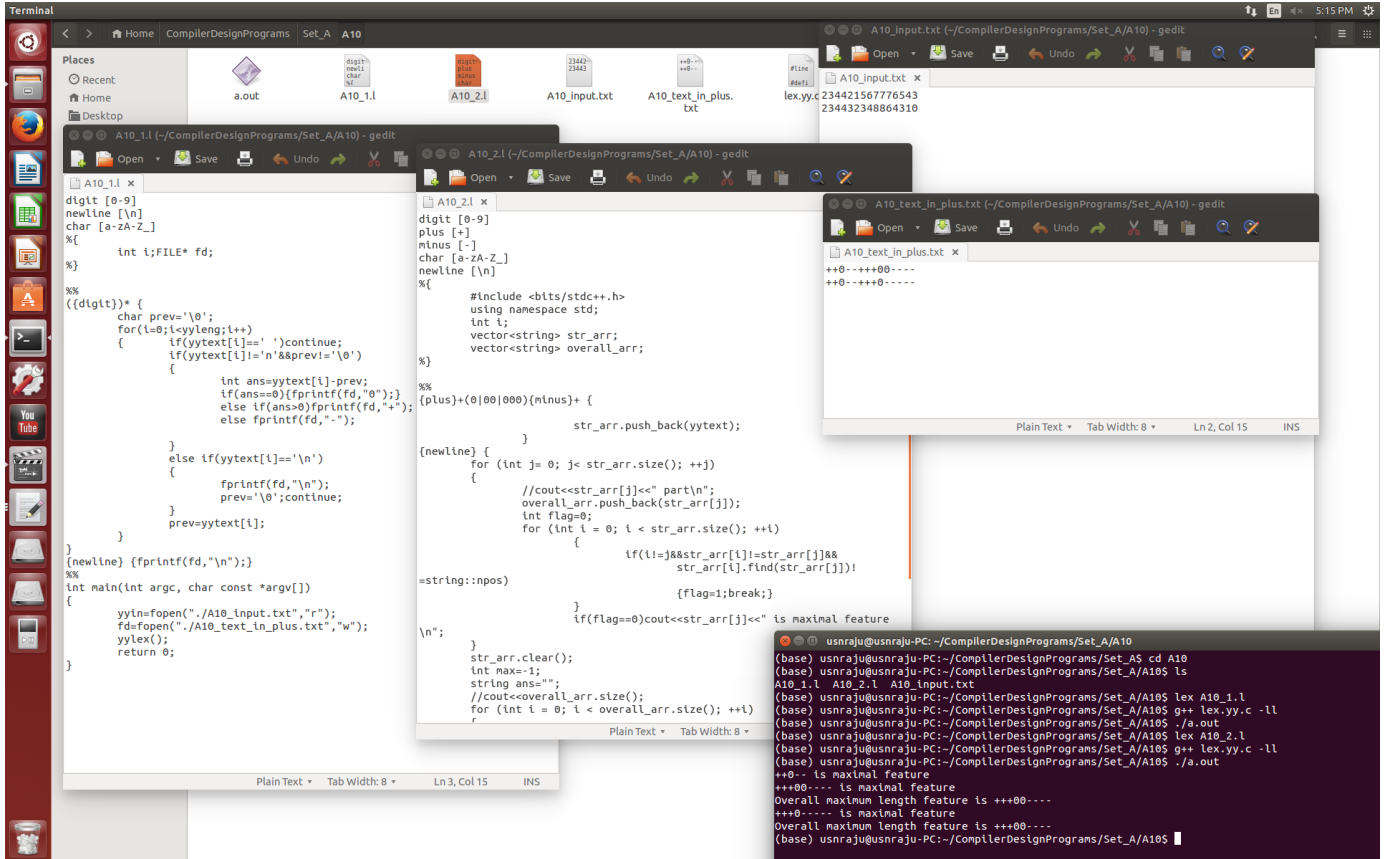 Terminal
En
5:15 PM
Home CompilerDesignPrograms Set_A A10
Places
Recent
Home
Desktop
a.out
A10_1.l
A10_2.l
A10_input.txt
A10_text_in_plus.
txt
lex.yy.c
digit
newli
char
%{
digit
plus
minus
char
23442
23443
++0--
++0--
#line
#defi
A10_input.txt (~/CompilerDesignPrograms/Set_A/A10) - gedit
Open Save Undo
A10_input.txt ×
234421567776543
234432348864310
A10_1.l (~/CompilerDesignPrograms/Set_A/A10) - gedit
Open Save Undo
A10_1.l ×
digit [0-9]
newline [\n]
char [a-zA-Z_]
%{
int i;FILE* fd;
%}
%%
({digit})* {
char prev='\0';
for(i=0;i<yyleng;i++)
{ if(yytext[i]==' ')continue;
if(yytext[i]!='n'&&prev!='\0')
{
int ans=yytext[i]-prev;
if(ans==0){fprintf(fd,"0");}
else if(ans>0)fprintf(fd,"+");
else fprintf(fd,"-");
}
else if(yytext[i]=='\n')
{
fprintf(fd,"\n");
prev='\0';continue;
}
prev=yytext[i];
}
}
{newline} {fprintf(fd,"\n");}
%%
int main(int argc, char const *argv[])
{
yyin=fopen("./A10_input.txt","r");
fd=fopen("./A10_text_in_plus.txt","w");
yylex();
return 0;
}
Plain Text Tab Width: 8 Ln 3, Col 15 INS
A10_2.l (~/CompilerDesignPrograms/Set_A/A10) - gedit
Open Save Undo
A10_2.l ×
digit [0-9]
plus [+]
minus [-]
char [a-zA-Z_]
newline [\n]
%{
#include <bits/stdc++.h>
using namespace std;
int i;
vector<string> str_arr;
vector<string> overall_arr;
%}
%%
{plus}+(0|00|000){minus}+ {
str_arr.push_back(yytext);
}
{newline} {
for (int j= 0; j< str_arr.size(); ++j)
{
//cout<<str_arr[j]<<" part\n";
overall_arr.push_back(str_arr[j]);
int flag=0;
for (int i = 0; i < str_arr.size(); ++i)
{
if(i!=j&&str_arr[i]!=str_arr[j]&&
str_arr[i].find(str_arr[j])!
=string::npos)
{flag=1;break;}
}
if(flag==0)cout<<str_arr[j]<<" is maximal feature
\n";
}
str_arr.clear();
int max=-1;
string ans="";
//cout<<overall_arr.size();
for (int i = 0; i < overall_arr.size(); ++i)
{
Plain Text Tab Width: 8
A10_text_in_plus.txt (~/CompilerDesignPrograms/Set_A/A10) - gedit
Open Save Undo
A10_text_in_plus.txt ×
++0--+++00----
++0--+++0-----
Plain Text Tab Width: 8 Ln 2, Col 15 INS
You
Tube
usnraju@usnraju-PC: ~/CompilerDesignPrograms/Set_A/A10
(base) usnraju@usnraju-PC:~/CompilerDesignPrograms/Set_A$ cd A10
(base) usnraju@usnraju-PC:~/CompilerDesignPrograms/Set_A/A10$ ls
A10_1.l A10_2.l A10_input.txt
(base) usnraju@usnraju-PC:~/CompilerDesignPrograms/Set_A/A10$ lex A10_1.l
(base) usnraju@usnraju-PC:~/CompilerDesignPrograms/Set_A/A10$ g++ lex.yy.c -ll
(base) usnraju@usnraju-PC:~/CompilerDesignPrograms/Set_A/A10$ ./a.out
(base) usnraju@usnraju-PC:~/CompilerDesignPrograms/Set_A/A10$ lex A10_2.l
(base) usnraju@usnraju-PC:~/CompilerDesignPrograms/Set_A/A10$ g++ lex.yy.c -ll
(base) usnraju@usnraju-PC:~/CompilerDesignPrograms/Set_A/A10$ ./a.out
++0-- is maximal feature
+++00---- is maximal feature
Overall maximum length feature is +++00----
+++0----- is maximal feature
Overall maximum length feature is +++00----
(base) usnraju@usnraju-PC:~/CompilerDesignPrograms/Set_A/A10$